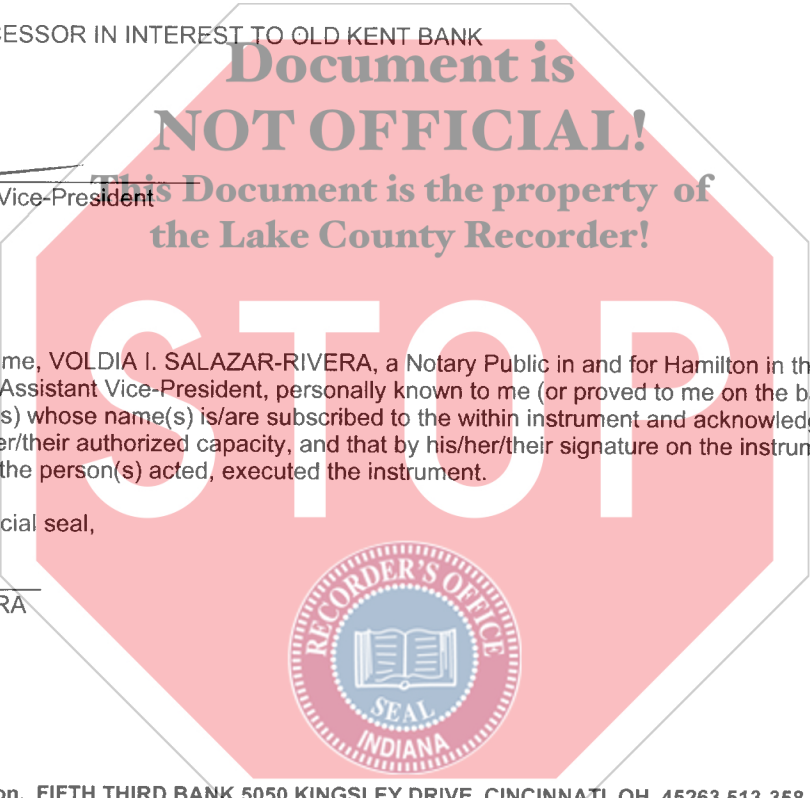 CESSOR IN INTEREST TO OLD KENT BANK
Document is
NOT OFFICIAL!
Vice-President
This Document is the property of
the Lake County Recorder!
STOP
me, VOLDIA I. SALAZAR-RIVERA, a Notary Public in and for Hamilton in th
Assistant Vice-President, personally known to me (or proved to me on the b
s) whose name(s) is/are subscribed to the within instrument and acknowledg
er/their authorized capacity, and that by his/her/their signature on the instrum
the person(s) acted, executed the instrument.
cial seal,
RA
RECORDER'S OFFICE
SEAL
INDIANA
on, FIFTH THIRD BANK 5050 KINGSLEY DRIVE, CINCINNATI, OH 45263 513-358